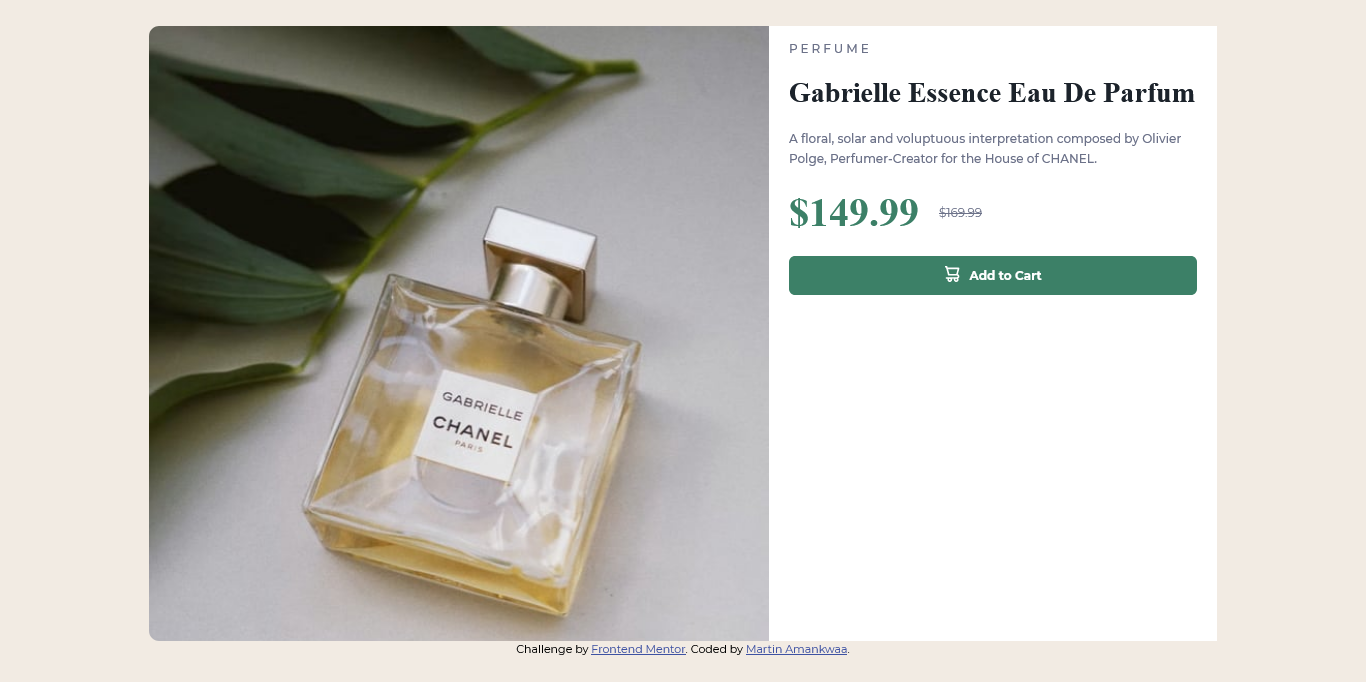 PERFUME
Gabrielle Essence Eau De Parfum
A floral, solar and voluptuous interpretation composed by Olivier
Polge, Perfumer-Creator for the House of CHANEL.
$149.99 $169.99
Add to Cart
GABRIELLE
CHANEL
PARIS
Challenge by Frontend Mentor. Coded by Martin Amankwaa.